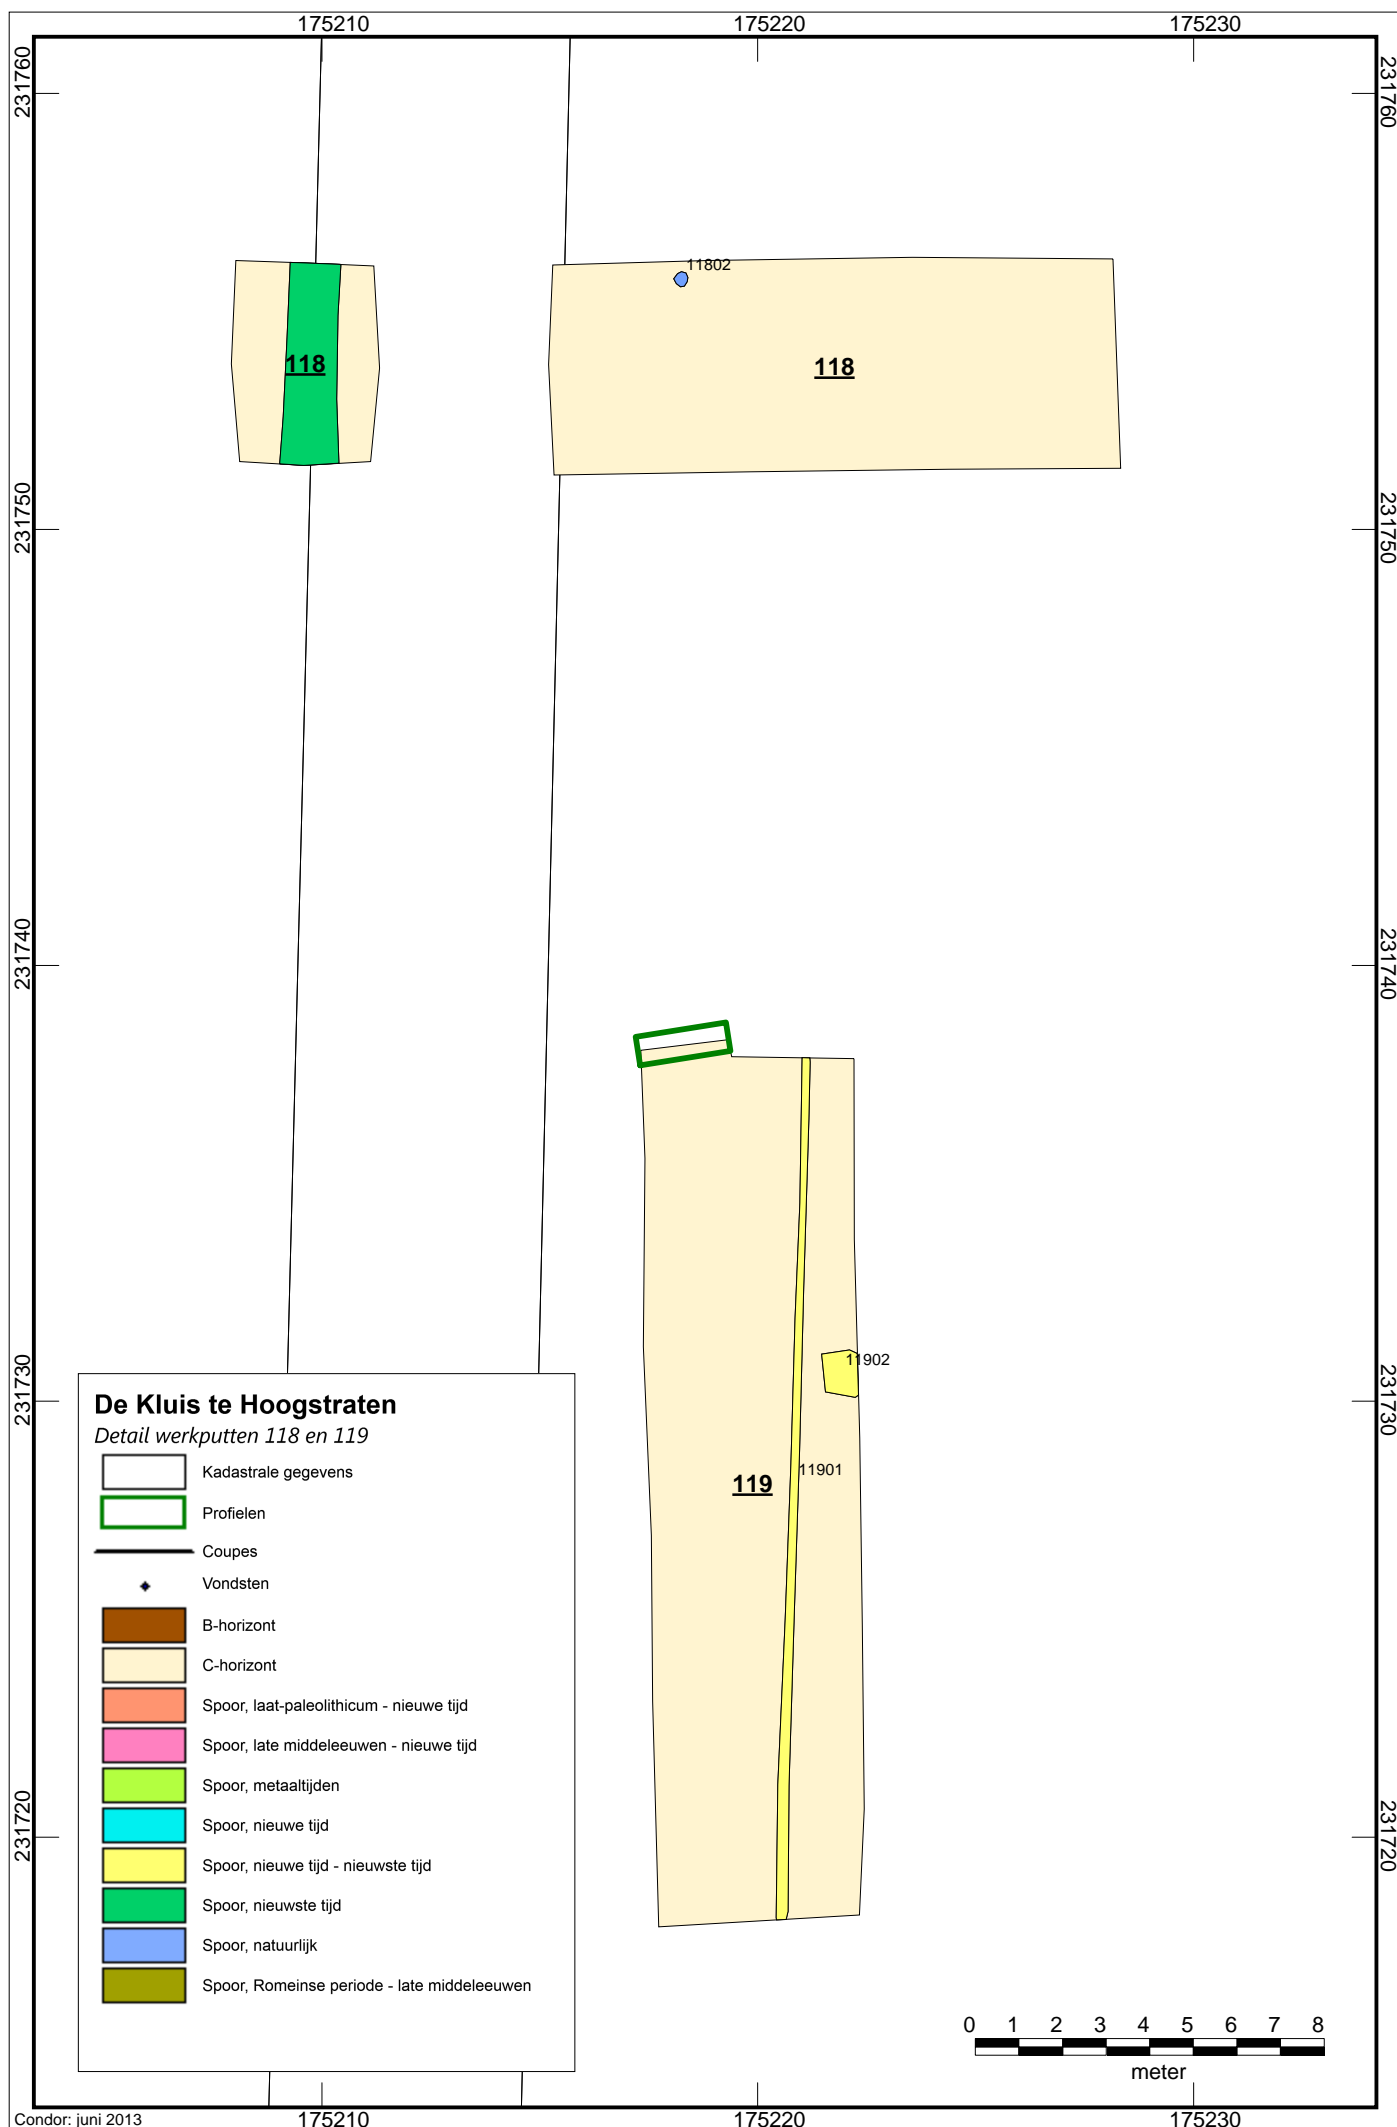 175210 175220 175230
231760 231760
11802
118 118
231750 231750
231740 231740
11902
231730 231730
De Kluis te Hoogstraten
Detail werkputten 118 en 119
Kadastrale gegevens
11901
119
Profielen
Coupes
Vondsten
B-horizont
C-horizont
Spoor, laat-paleolithicum - nieuwe tijd
Spoor, late middeleeuwen - nieuwe tijd
Spoor, metaaltijden
Spoor, nieuwe tijd
231720 231720
Spoor, nieuwe tijd - nieuwste tijd
Spoor, nieuwste tijd
Spoor, natuurlijk
Spoor, Romeinse periode - late middeleeuwen
0 1 2 3 4 5 6 7 8
meter
Condor: juni 2013
175210 175220 175230